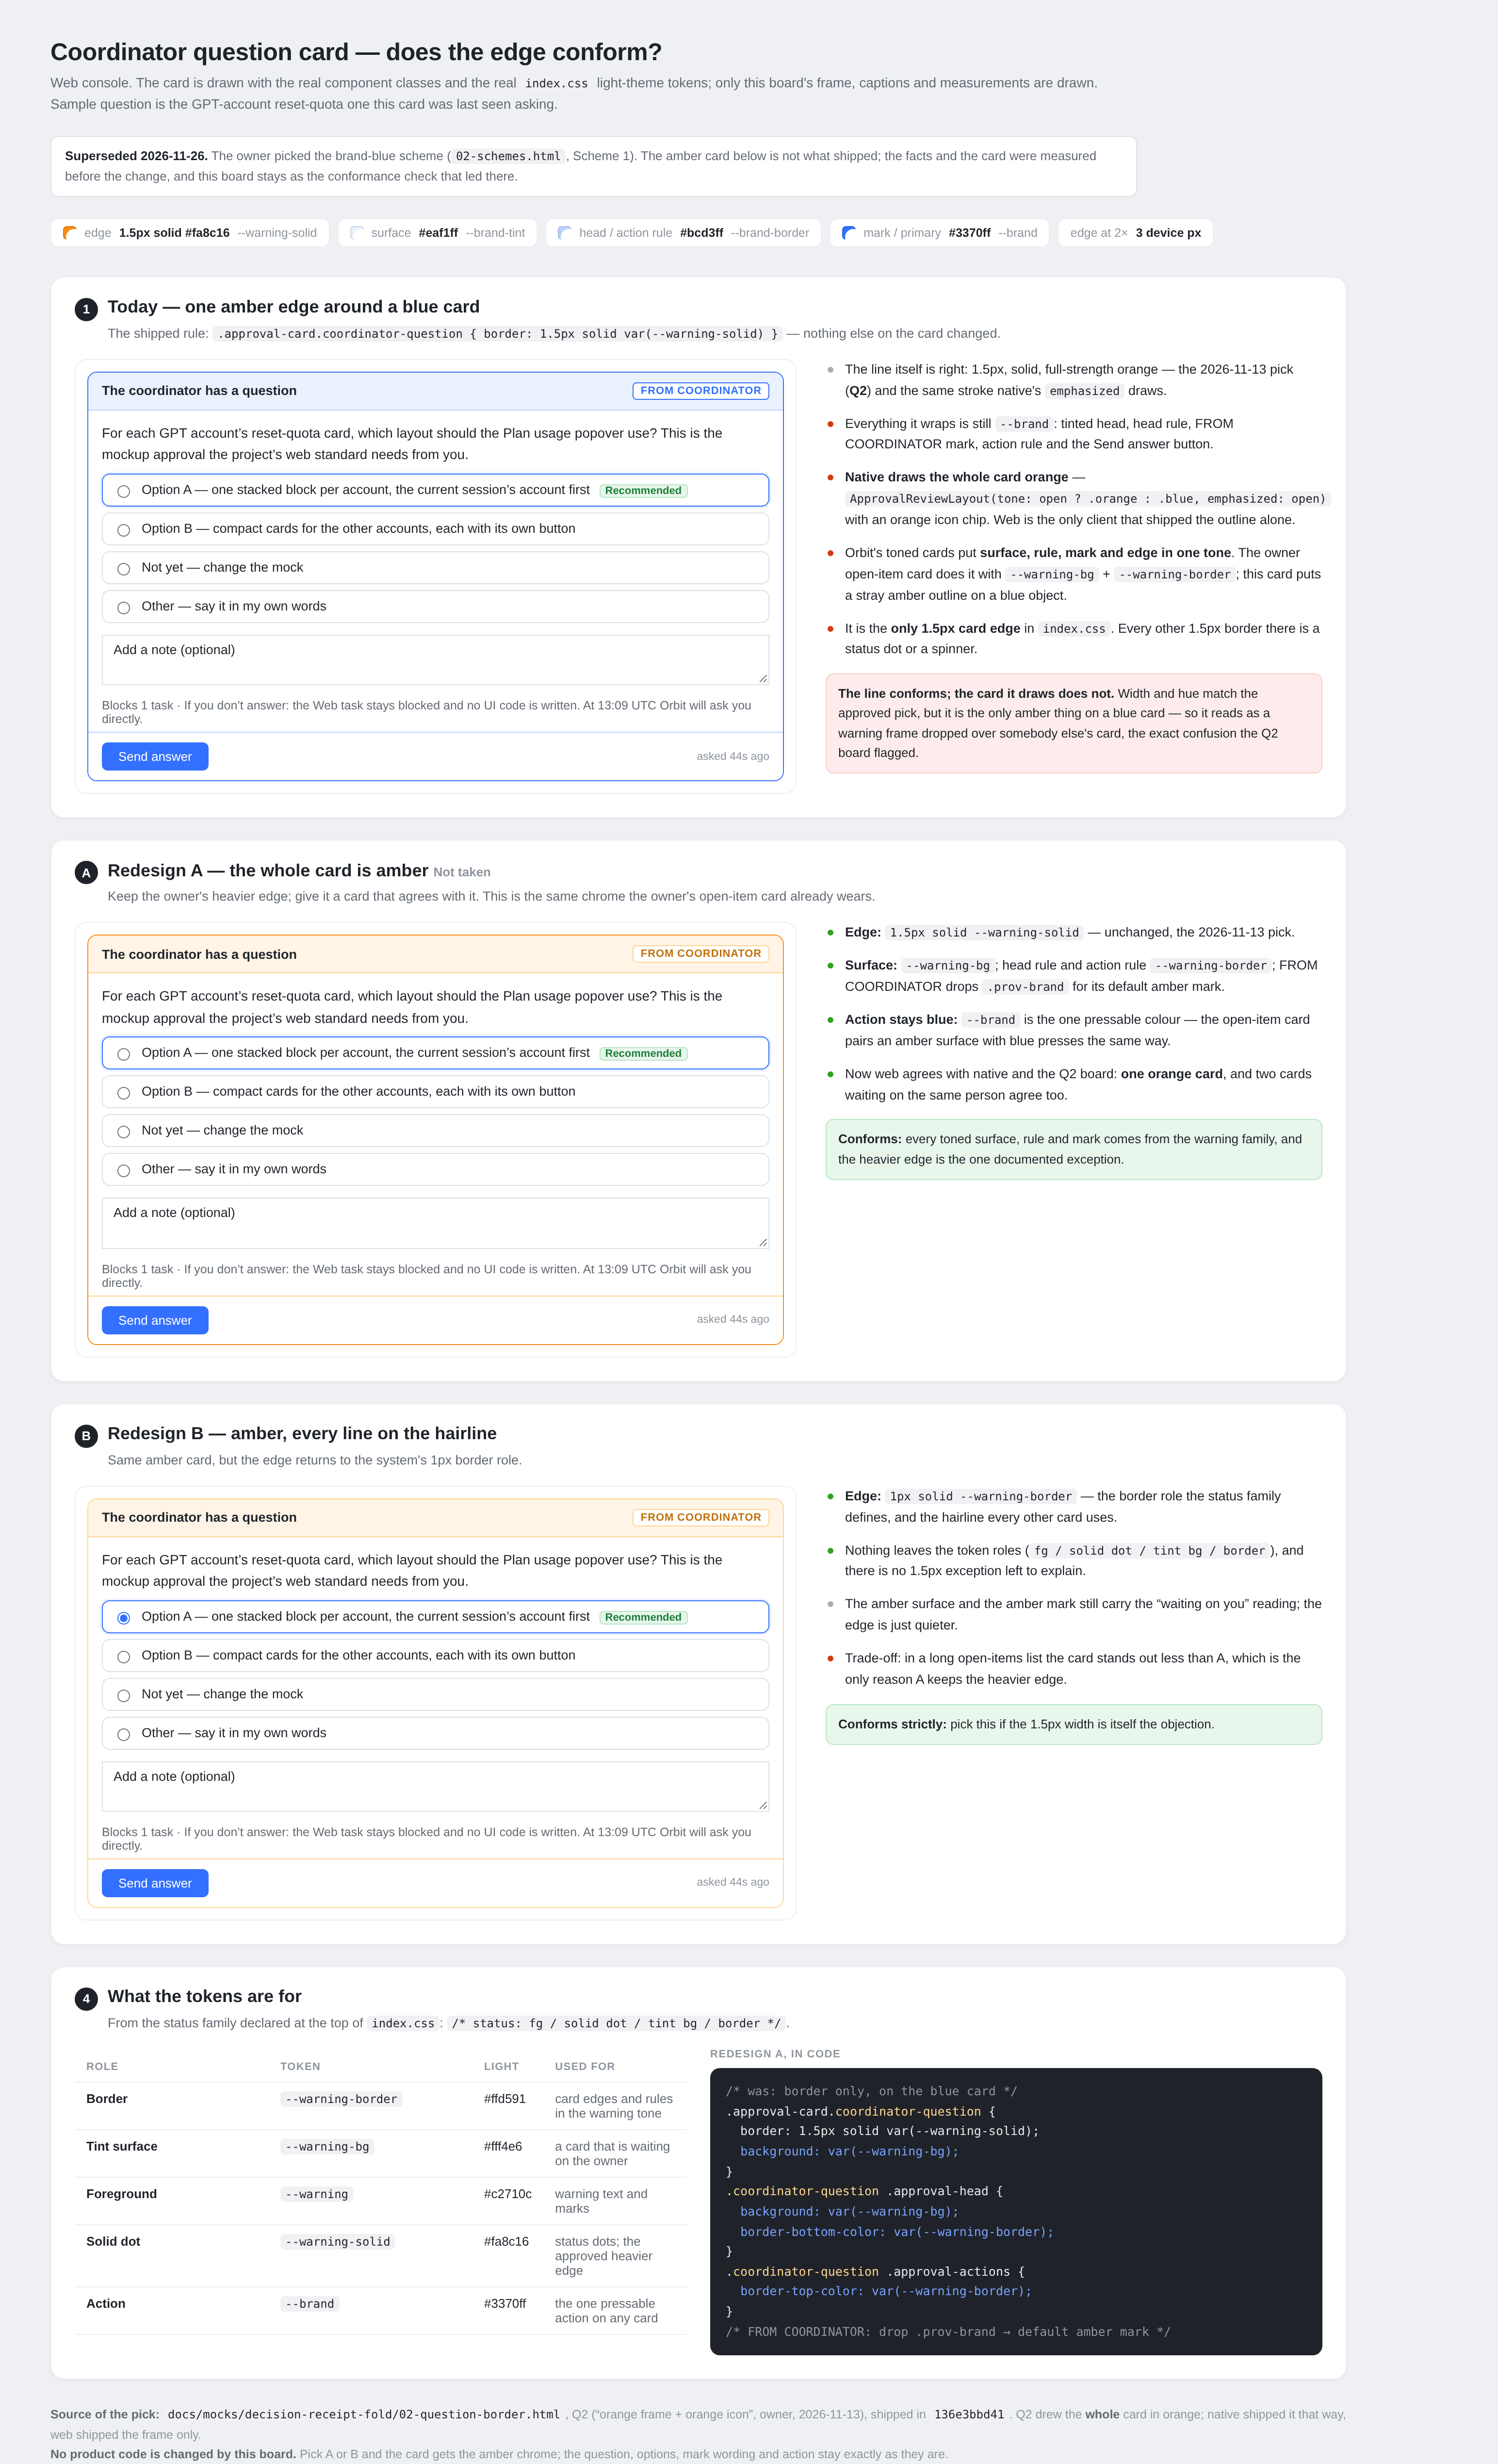 Coordinator question card — does the edge conform?
Web console. The card is drawn with the real component classes and the real index.css light-theme tokens; only this board's frame, captions and measurements are drawn.
Sample question is the GPT-account reset-quota one this card was last seen asking.
Superseded 2026-11-26. The owner picked the brand-blue scheme ( 02-schemes.html , Scheme 1). The amber card below is not what shipped; the facts and the card were measured
before the change, and this board stays as the conformance check that led there.
edge 1.5px solid #fa8c16 --warning-solid
surface #eaf1ff --brand-tint
head / action rule #bcd3ff --brand-border
mark / primary #3370ff --brand
edge at 2× 3 device px
1 Today — one amber edge around a blue card
The shipped rule: .approval-card.coordinator-question { border: 1.5px solid var(--warning-solid) } — nothing else on the card changed.
The coordinator has a question
FROM COORDINATOR
For each GPT account’s reset-quota card, which layout should the Plan usage popover use? This is the
mockup approval the project’s web standard needs from you.
Option A — one stacked block per account, the current session’s account first Recommended
Option B — compact cards for the other accounts, each with its own button
Not yet — change the mock
Other — say it in my own words
Add a note (optional)
Blocks 1 task · If you don’t answer: the Web task stays blocked and no UI code is written. At 13:09 UTC Orbit will ask you
directly.
Send answer
asked 44s ago
The line itself is right: 1.5px, solid, full-strength orange — the 2026-11-13 pick
(Q2) and the same stroke native's emphasized draws.
Everything it wraps is still --brand : tinted head, head rule, FROM
COORDINATOR mark, action rule and the Send answer button.
Native draws the whole card orange —
ApprovalReviewLayout(tone: open ? .orange : .blue, emphasized: open)
with an orange icon chip. Web is the only client that shipped the outline alone.
Orbit's toned cards put surface, rule, mark and edge in one tone. The owner
open-item card does it with --warning-bg + --warning-border ; this card puts
a stray amber outline on a blue object.
It is the only 1.5px card edge in index.css . Every other 1.5px border there is a
status dot or a spinner.
The line conforms; the card it draws does not. Width and hue match the
approved pick, but it is the only amber thing on a blue card — so it reads as a
warning frame dropped over somebody else's card, the exact confusion the Q2
board flagged.
A Redesign A — the whole card is amber Not taken
Keep the owner's heavier edge; give it a card that agrees with it. This is the same chrome the owner's open-item card already wears.
The coordinator has a question
FROM COORDINATOR
For each GPT account’s reset-quota card, which layout should the Plan usage popover use? This is the
mockup approval the project’s web standard needs from you.
Option A — one stacked block per account, the current session’s account first Recommended
Option B — compact cards for the other accounts, each with its own button
Not yet — change the mock
Other — say it in my own words
Add a note (optional)
Blocks 1 task · If you don’t answer: the Web task stays blocked and no UI code is written. At 13:09 UTC Orbit will ask you
directly.
Send answer
asked 44s ago
Edge: 1.5px solid --warning-solid — unchanged, the 2026-11-13 pick.
Surface: --warning-bg ; head rule and action rule --warning-border ; FROM
COORDINATOR drops .prov-brand for its default amber mark.
Action stays blue: --brand is the one pressable colour — the open-item card
pairs an amber surface with blue presses the same way.
Now web agrees with native and the Q2 board: one orange card, and two cards
waiting on the same person agree too.
Conforms: every toned surface, rule and mark comes from the warning family, and
the heavier edge is the one documented exception.
B Redesign B — amber, every line on the hairline
Same amber card, but the edge returns to the system's 1px border role.
The coordinator has a question
FROM COORDINATOR
For each GPT account’s reset-quota card, which layout should the Plan usage popover use? This is the
mockup approval the project’s web standard needs from you.
Option A — one stacked block per account, the current session’s account first Recommended
Option B — compact cards for the other accounts, each with its own button
Not yet — change the mock
Other — say it in my own words
Add a note (optional)
Blocks 1 task · If you don’t answer: the Web task stays blocked and no UI code is written. At 13:09 UTC Orbit will ask you
directly.
Send answer
asked 44s ago
Edge: 1px solid --warning-border — the border role the status family
defines, and the hairline every other card uses.
Nothing leaves the token roles ( fg / solid dot / tint bg / border ), and
there is no 1.5px exception left to explain.
The amber surface and the amber mark still carry the “waiting on you” reading; the
edge is just quieter.
Trade-off: in a long open-items list the card stands out less than A, which is the
only reason A keeps the heavier edge.
Conforms strictly: pick this if the 1.5px width is itself the objection.
4 What the tokens are for
From the status family declared at the top of index.css : /* status: fg / solid dot / tint bg / border */ .
ROLE TOKEN LIGHT USED FOR
Border --warning-border #ffd591 card edges and rules
in the warning tone
Tint surface --warning-bg #fff4e6 a card that is waiting
on the owner
Foreground --warning #c2710c warning text and
marks
Solid dot --warning-solid #fa8c16 status dots; the
approved heavier
edge
Action --brand #3370ff the one pressable
action on any card
REDESIGN A, IN CODE
/* was: border only, on the blue card */
.approval-card.coordinator-question {
border: 1.5px solid var(--warning-solid);
background: var(--warning-bg);
}
.coordinator-question .approval-head {
background: var(--warning-bg);
border-bottom-color: var(--warning-border);
}
.coordinator-question .approval-actions {
border-top-color: var(--warning-border);
}
/* FROM COORDINATOR: drop .prov-brand → default amber mark */
Source of the pick: docs/mocks/decision-receipt-fold/02-question-border.html , Q2 (“orange frame + orange icon”, owner, 2026-11-13), shipped in 136e3bbd41 . Q2 drew the whole card in orange; native shipped it that way,
web shipped the frame only.
No product code is changed by this board. Pick A or B and the card gets the amber chrome; the question, options, mark wording and action stay exactly as they are.